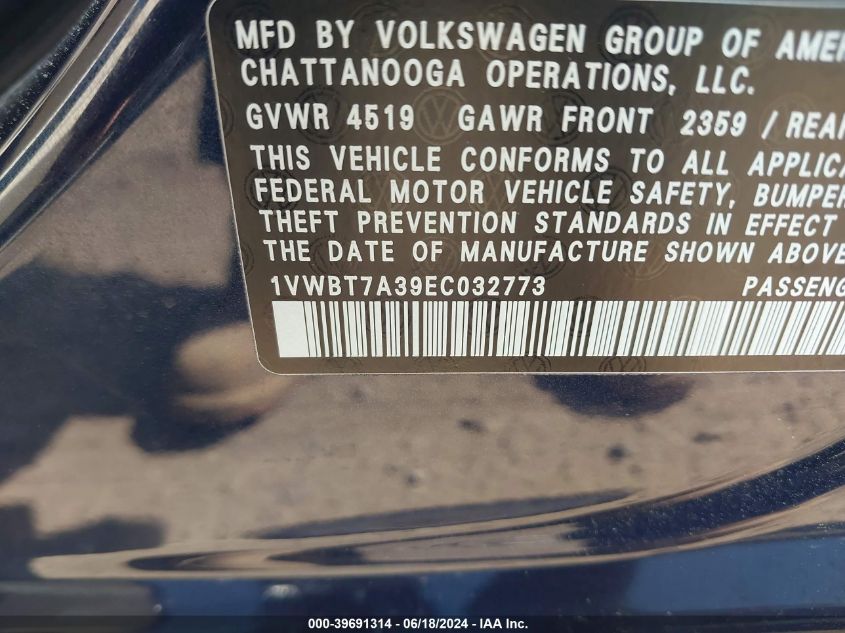 MFD BY VOLKSWAGEN GROUP OF AMER
CHATTANOOGA OPERATIONS, LLC.
GVWR 4519 GAWR FRONT 2359 / REAR
THIS VEHICLE CONFORMS TO ALL APPLICA
FEDERAL MOTOR VEHICLE SAFETY, BUMPER
THEFT PREVENTION STANDARDS IN EFFECT
THE DATE OF MANUFACTURE SHOWN ABOVE
1VWBT7A39EC032773 PASSENG
000-39691314 / 06/18/2024 - IAA Inc.